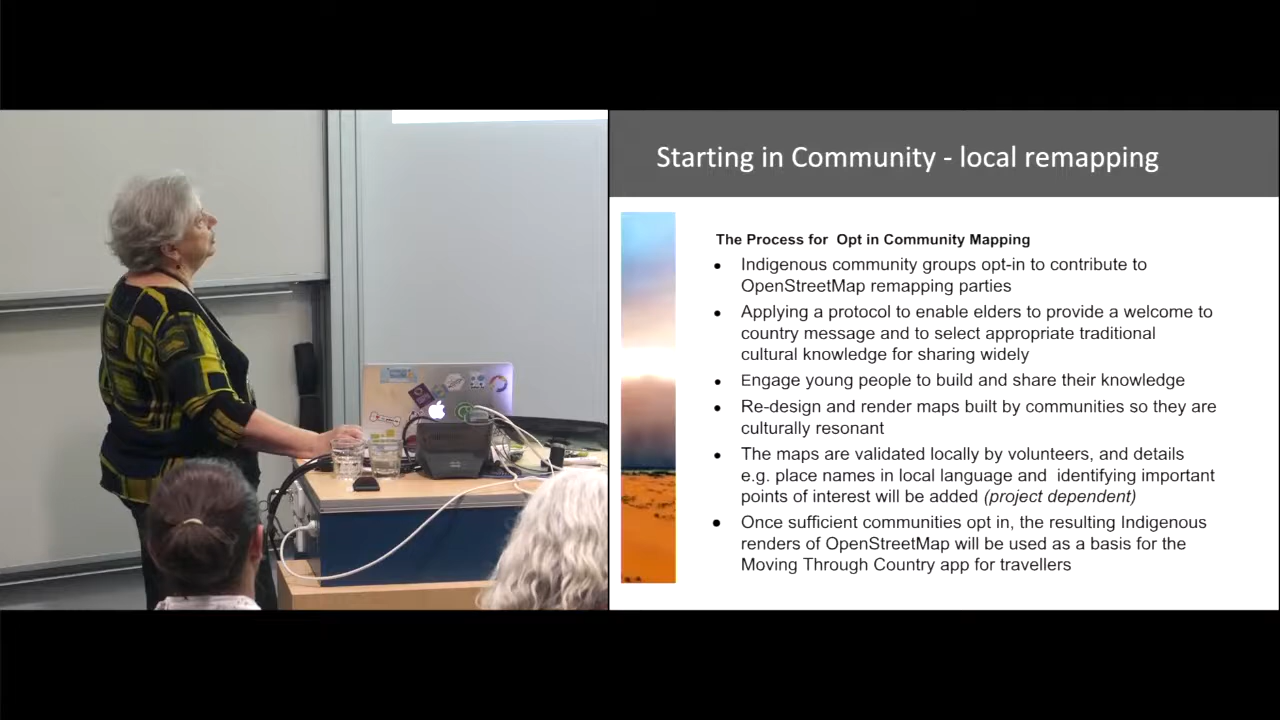 Starting in Community - local remapping
The Process for Opt in Community Mapping
• Indigenous community groups opt-in to contribute to
OpenStreetMap remapping parties
• Applying a protocol to enable elders to provide a welcome to
country message and to select appropriate traditional
cultural knowledge for sharing widely
• Engage young people to build and share their knowledge
• Re-design and render maps built by communities so they are
culturally resonant
• The maps are validated locally by volunteers, and details
e.g. place names in local language and identifying important
points of interest will be added (project dependent)
• Once sufficient communities opt in, the resulting Indigenous
renders of OpenStreetMap will be used as a basis for the
Moving Through Country app for travellers